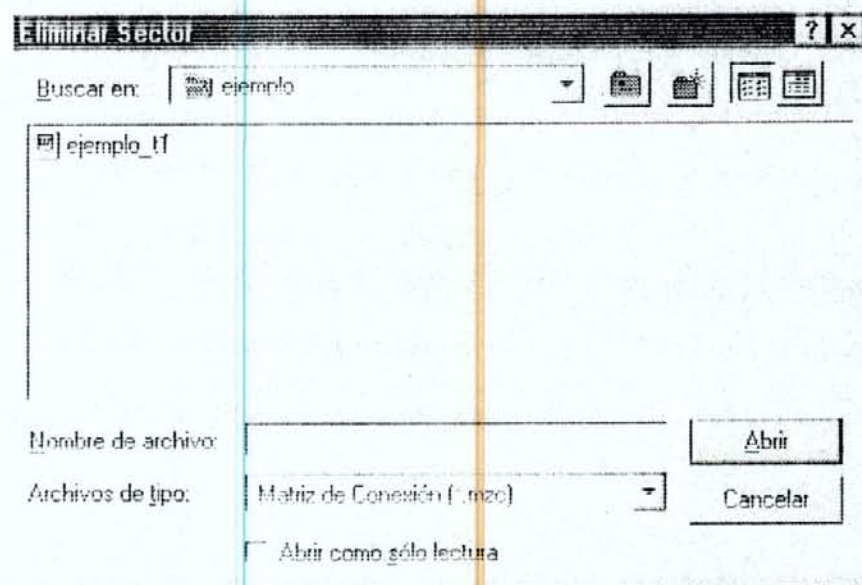 Eliminar Sector
Buscar en: ejemplo
ejemplo_t1
Nombre de archivo: Abrir
Archivos de tipo: Matriz de Conexión (*.mzc) Cancelar
Abrir como sólo lectura